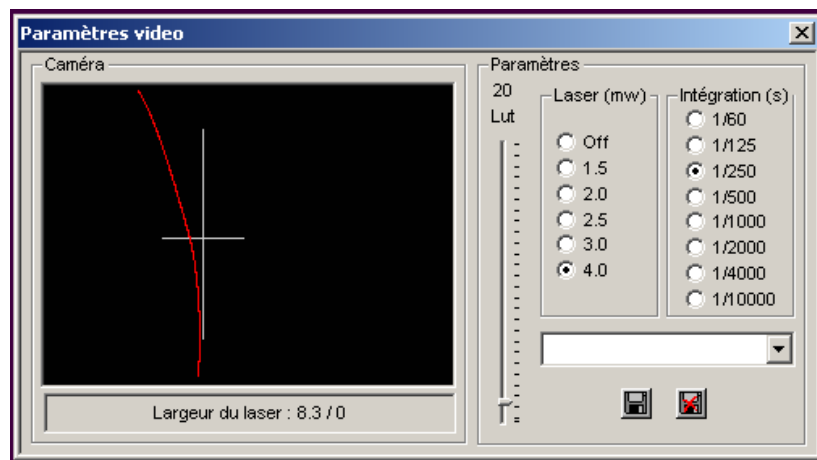 Paramètres video
Caméra
Largeur du laser : 8.3 / 0
Paramètres
20
Lut
Laser (mw)
Off
1.5
2.0
2.5
3.0
4.0
Intégration (s)
1/60
1/125
1/250
1/500
1/1000
1/2000
1/4000
1/10000